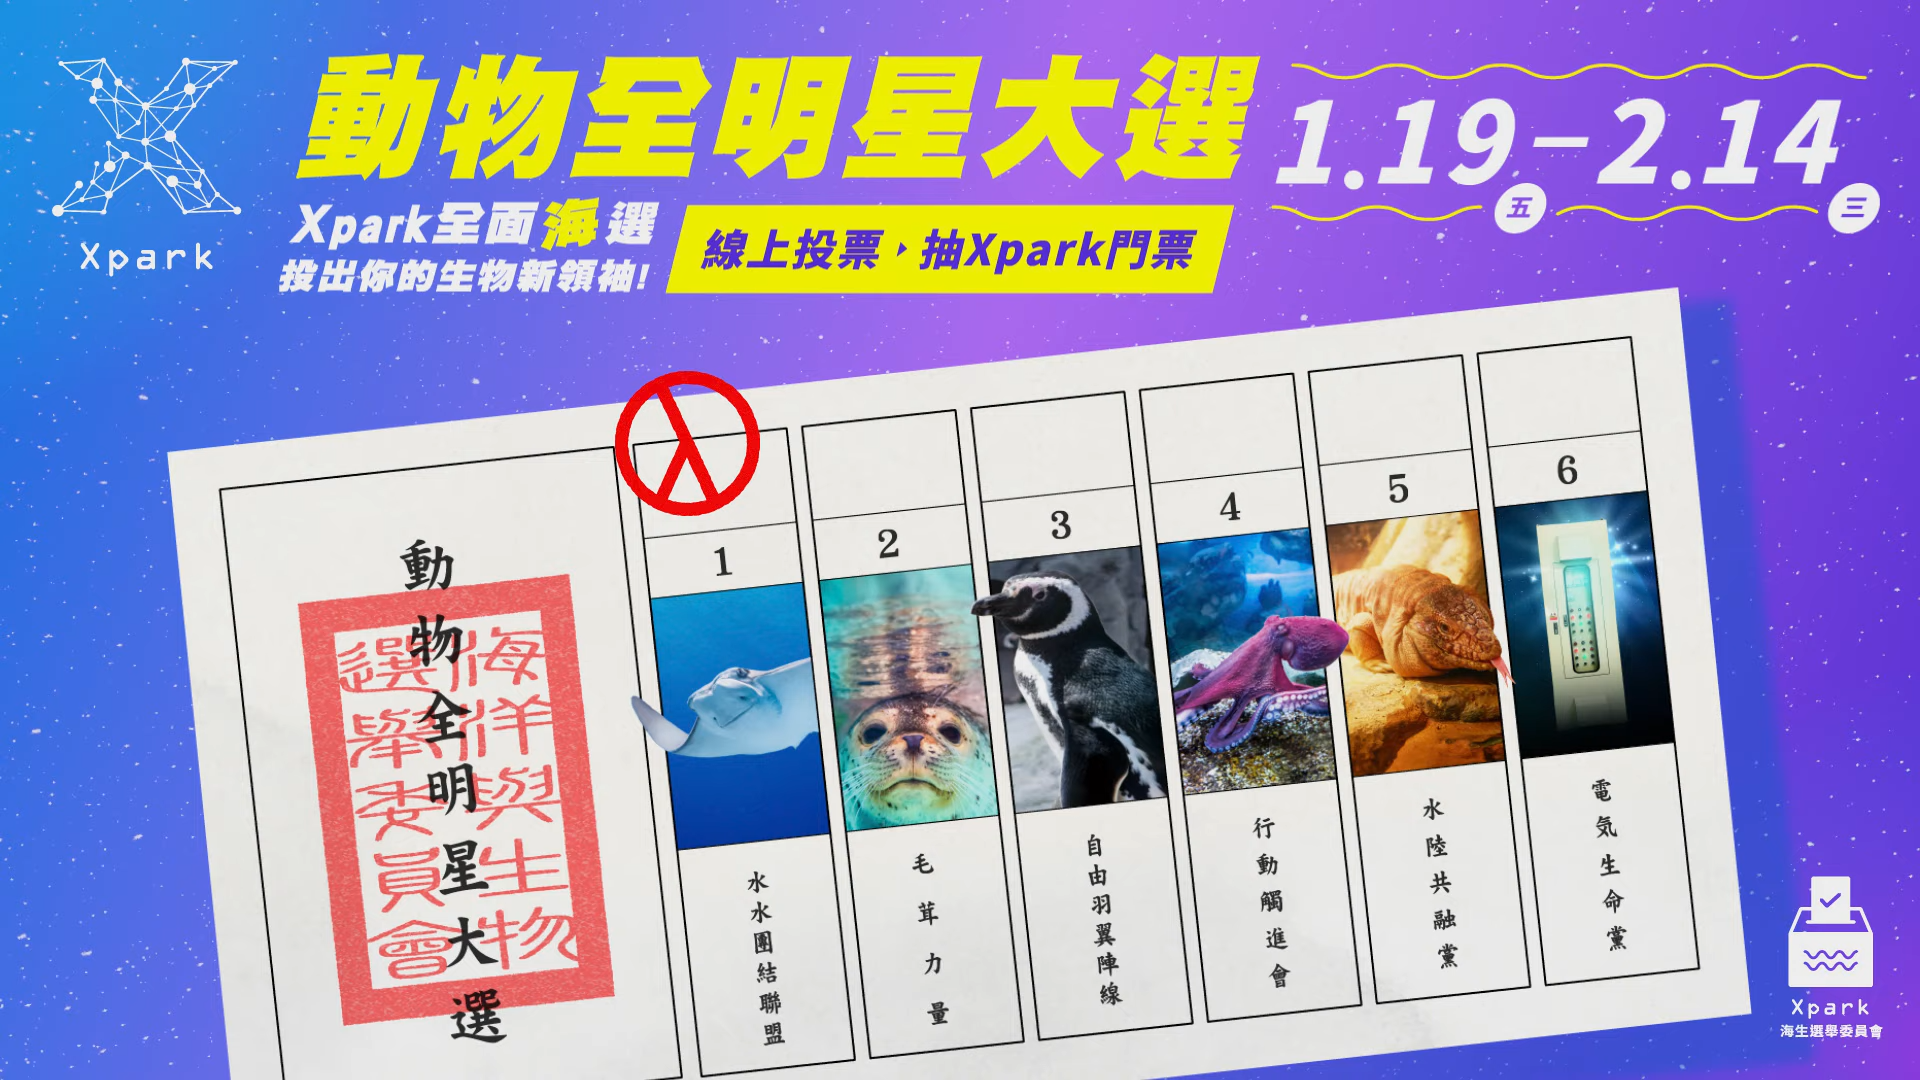 Xpark
動物全明星大選
1.19五-2.14三
Xpark全面海選
投出你的生物新領袖!
線上投票，抽Xpark門票
動物全明星大選
海洋與生物
選舉委員會
1
水水團結聯盟
2
毛茸力量
3
自由羽翼陣線
4
行動觸進會
5
水陸共融黨
6
電気生命黨
Xpark
海生選舉委員會